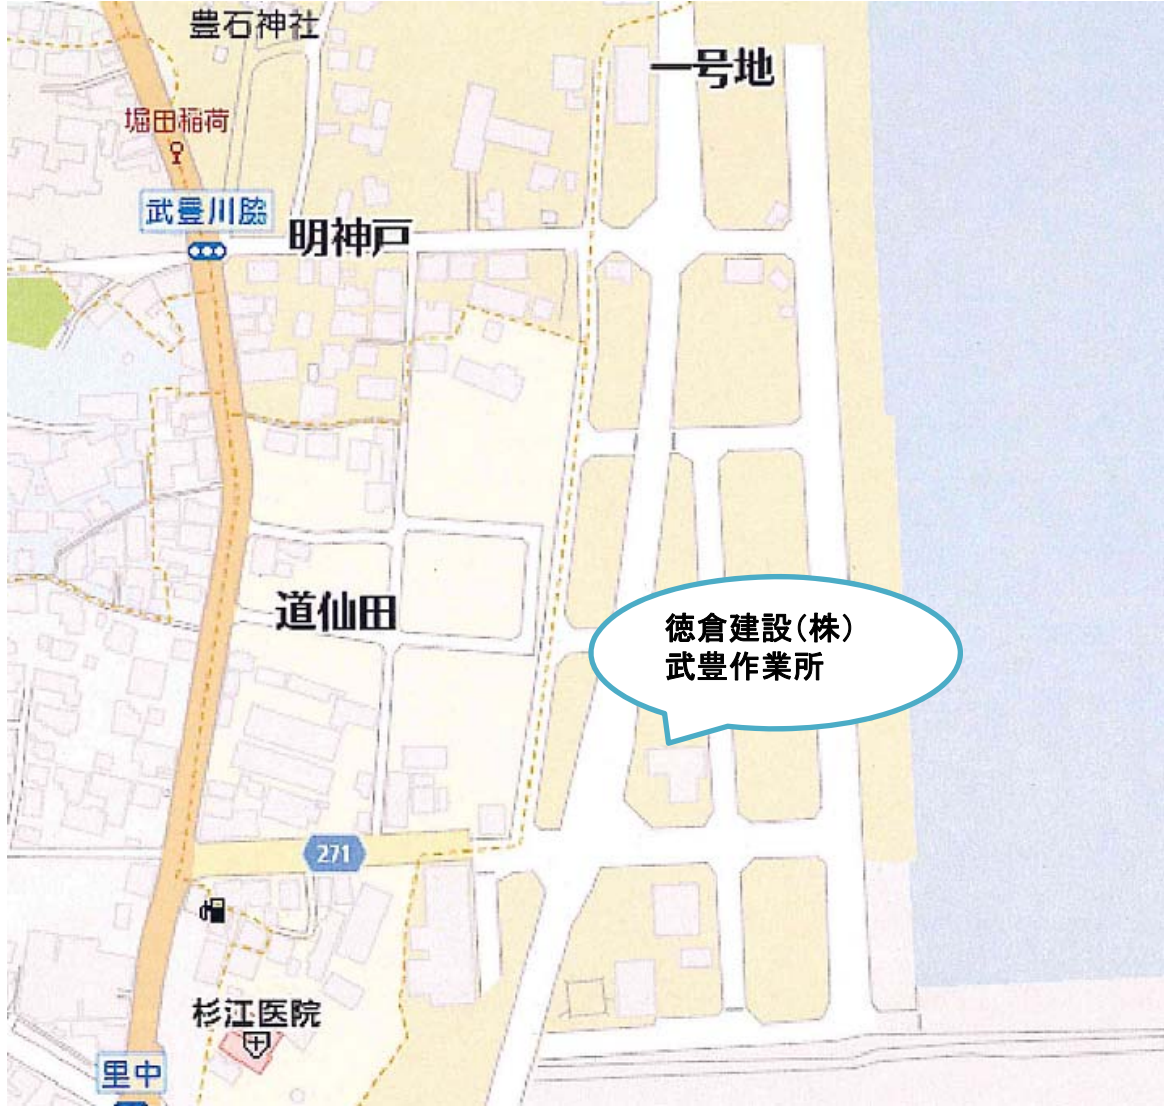 豊石神社
一号地
堀田稲荷
武豊川脇
明神戸
道仙田
徳倉建設(株)
武豊作業所
271
杉江医院
里中